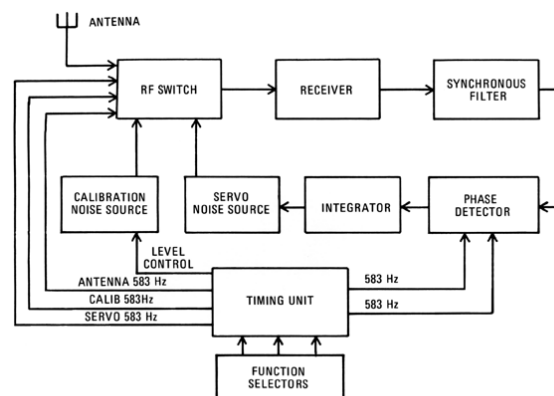 ANTENNA
RF SWITCH
RECEIVER
SYNCHRONOUS
FILTER
CALIBRATION
NOISE SOURCE
SERVO
NOISE SOURCE
INTEGRATOR
PHASE
DETECTOR
LEVEL
CONTROL
ANTENNA 583 Hz
CALIB 583Hz
SERVO 583 Hz
TIMING UNIT
583 Hz
583 Hz
FUNCTION
SELECTORS